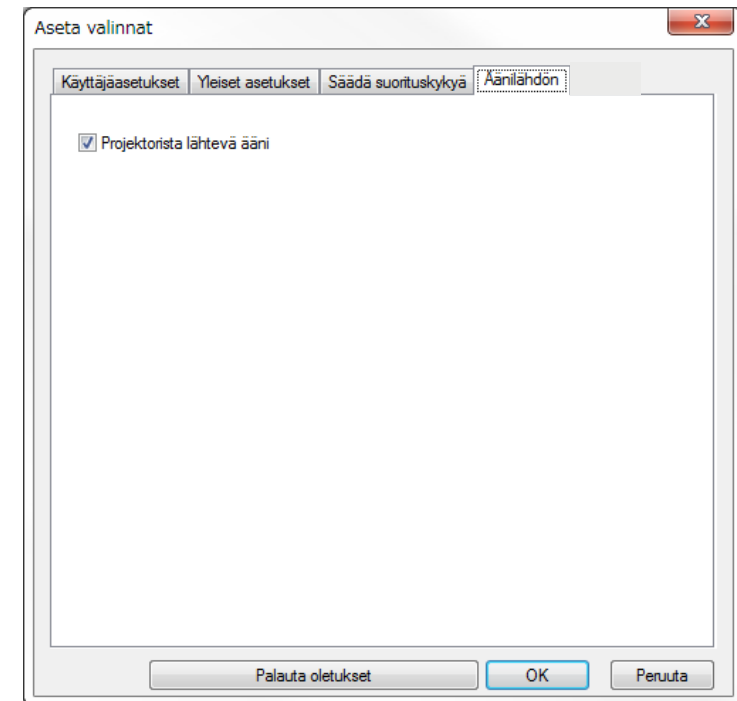 Aseta valinnat
Käyttäjäasetukset Yleiset asetukset Säädä suorituskykyä Äänilähdön
Projektorista lähtevä ääni
Palauta oletukset OK Peruuta